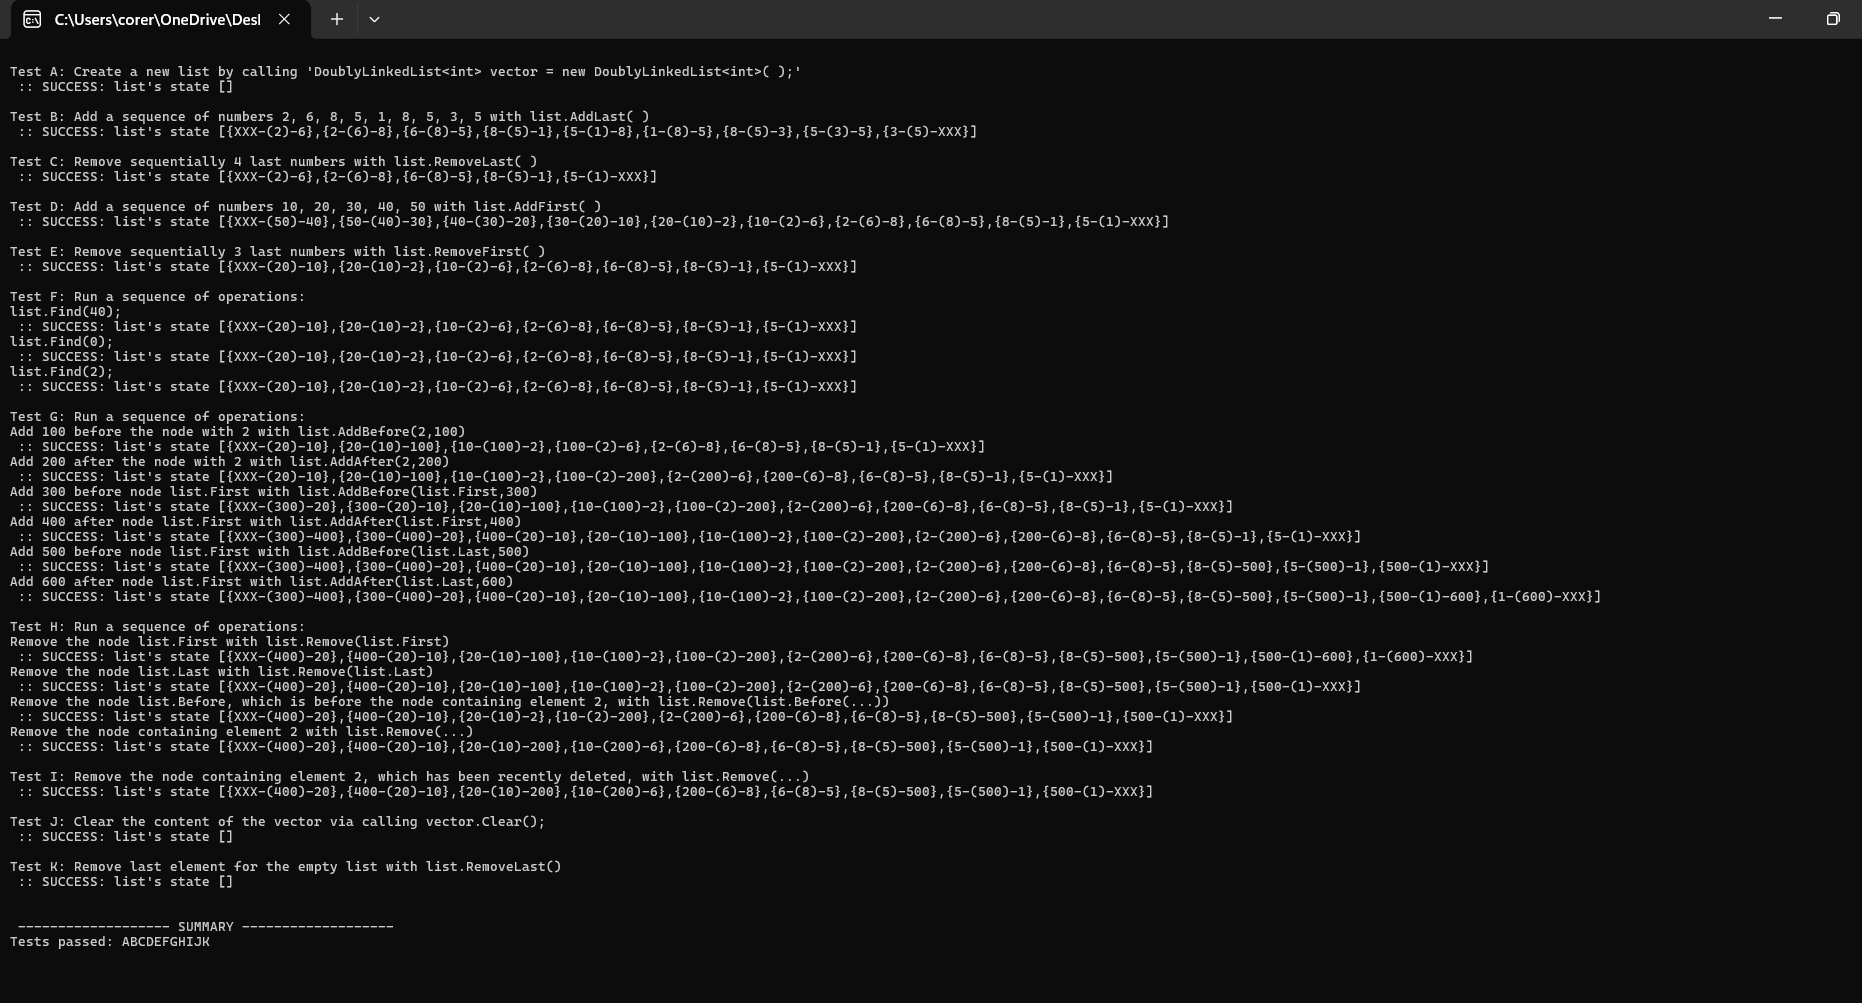 C:\Users\corer\OneDrive\Desl
Test A: Create a new list by calling 'DoublyLinkedList<int> vector = new DoublyLinkedList<int>( );'
 :: SUCCESS: list's state []
Test B: Add a sequence of numbers 2, 6, 8, 5, 1, 8, 5, 3, 5 with list.AddLast( )
 :: SUCCESS: list's state [{XXX-(2)-6},{2-(6)-8},{6-(8)-5},{8-(5)-1},{5-(1)-8},{1-(8)-5},{8-(5)-3},{5-(3)-5},{3-(5)-XXX}]
Test C: Remove sequentially 4 last numbers with list.RemoveLast( )
 :: SUCCESS: list's state [{XXX-(2)-6},{2-(6)-8},{6-(8)-5},{8-(5)-1},{5-(1)-XXX}]
Test D: Add a sequence of numbers 10, 20, 30, 40, 50 with list.AddFirst( )
 :: SUCCESS: list's state [{XXX-(50)-40},{50-(40)-30},{40-(30)-20},{30-(20)-10},{20-(10)-2},{10-(2)-6},{2-(6)-8},{6-(8)-5},{8-(5)-1},{5-(1)-XXX}]
Test E: Remove sequentially 3 last numbers with list.RemoveFirst( )
 :: SUCCESS: list's state [{XXX-(20)-10},{20-(10)-2},{10-(2)-6},{2-(6)-8},{6-(8)-5},{8-(5)-1},{5-(1)-XXX}]
Test F: Run a sequence of operations:
list.Find(40);
 :: SUCCESS: list's state [{XXX-(20)-10},{20-(10)-2},{10-(2)-6},{2-(6)-8},{6-(8)-5},{8-(5)-1},{5-(1)-XXX}]
list.Find(0);
 :: SUCCESS: list's state [{XXX-(20)-10},{20-(10)-2},{10-(2)-6},{2-(6)-8},{6-(8)-5},{8-(5)-1},{5-(1)-XXX}]
list.Find(2);
 :: SUCCESS: list's state [{XXX-(20)-10},{20-(10)-2},{10-(2)-6},{2-(6)-8},{6-(8)-5},{8-(5)-1},{5-(1)-XXX}]
Test G: Run a sequence of operations:
Add 100 before the node with 2 with list.AddBefore(2,100)
 :: SUCCESS: list's state [{XXX-(20)-10},{20-(10)-100},{10-(100)-2},{100-(2)-6},{2-(6)-8},{6-(8)-5},{8-(5)-1},{5-(1)-XXX}]
Add 200 after the node with 2 with list.AddAfter(2,200)
 :: SUCCESS: list's state [{XXX-(20)-10},{20-(10)-100},{10-(100)-2},{100-(2)-200},{2-(200)-6},{200-(6)-8},{6-(8)-5},{8-(5)-1},{5-(1)-XXX}]
Add 300 before node list.First with list.AddBefore(list.First,300)
 :: SUCCESS: list's state [{XXX-(300)-20},{300-(20)-10},{20-(10)-100},{10-(100)-2},{100-(2)-200},{2-(200)-6},{200-(6)-8},{6-(8)-5},{8-(5)-1},{5-(1)-XXX}]
Add 400 after node list.First with list.AddAfter(list.First,400)
 :: SUCCESS: list's state [{XXX-(300)-400},{300-(400)-20},{400-(20)-10},{20-(10)-100},{10-(100)-2},{100-(2)-200},{2-(200)-6},{200-(6)-8},{6-(8)-5},{8-(5)-1},{5-(1)-XXX}]
Add 500 before node list.First with list.AddBefore(list.Last,500)
 :: SUCCESS: list's state [{XXX-(300)-400},{300-(400)-20},{400-(20)-10},{20-(10)-100},{10-(100)-2},{100-(2)-200},{2-(200)-6},{200-(6)-8},{6-(8)-5},{8-(5)-500},{5-(500)-1},{500-(1)-XXX}]
Add 600 after node list.First with list.AddAfter(list.Last,600)
 :: SUCCESS: list's state [{XXX-(300)-400},{300-(400)-20},{400-(20)-10},{20-(10)-100},{10-(100)-2},{100-(2)-200},{2-(200)-6},{200-(6)-8},{6-(8)-5},{8-(5)-500},{5-(500)-1},{500-(1)-600},{1-(600)-XXX}]
Test H: Run a sequence of operations:
Remove the node list.First with list.Remove(list.First)
 :: SUCCESS: list's state [{XXX-(400)-20},{400-(20)-10},{20-(10)-100},{10-(100)-2},{100-(2)-200},{2-(200)-6},{200-(6)-8},{6-(8)-5},{8-(5)-500},{5-(500)-1},{500-(1)-600},{1-(600)-XXX}]
Remove the node list.Last with list.Remove(list.Last)
 :: SUCCESS: list's state [{XXX-(400)-20},{400-(20)-10},{20-(10)-100},{10-(100)-2},{100-(2)-200},{2-(200)-6},{200-(6)-8},{6-(8)-5},{8-(5)-500},{5-(500)-1},{500-(1)-XXX}]
Remove the node list.Before, which is before the node containing element 2, with list.Remove(list.Before(...))
 :: SUCCESS: list's state [{XXX-(400)-20},{400-(20)-10},{20-(10)-2},{10-(2)-200},{2-(200)-6},{200-(6)-8},{6-(8)-5},{8-(5)-500},{5-(500)-1},{500-(1)-XXX}]
Remove the node containing element 2 with list.Remove(...)
 :: SUCCESS: list's state [{XXX-(400)-20},{400-(20)-10},{20-(10)-200},{10-(200)-6},{200-(6)-8},{6-(8)-5},{8-(5)-500},{5-(500)-1},{500-(1)-XXX}]
Test I: Remove the node containing element 2, which has been recently deleted, with list.Remove(...)
 :: SUCCESS: list's state [{XXX-(400)-20},{400-(20)-10},{20-(10)-200},{10-(200)-6},{200-(6)-8},{6-(8)-5},{8-(5)-500},{5-(500)-1},{500-(1)-XXX}]
Test J: Clear the content of the vector via calling vector.Clear();
 :: SUCCESS: list's state []
Test K: Remove last element for the empty list with list.RemoveLast()
 :: SUCCESS: list's state []
 ------------------- SUMMARY -------------------
Tests passed: ABCDEFGHIJK